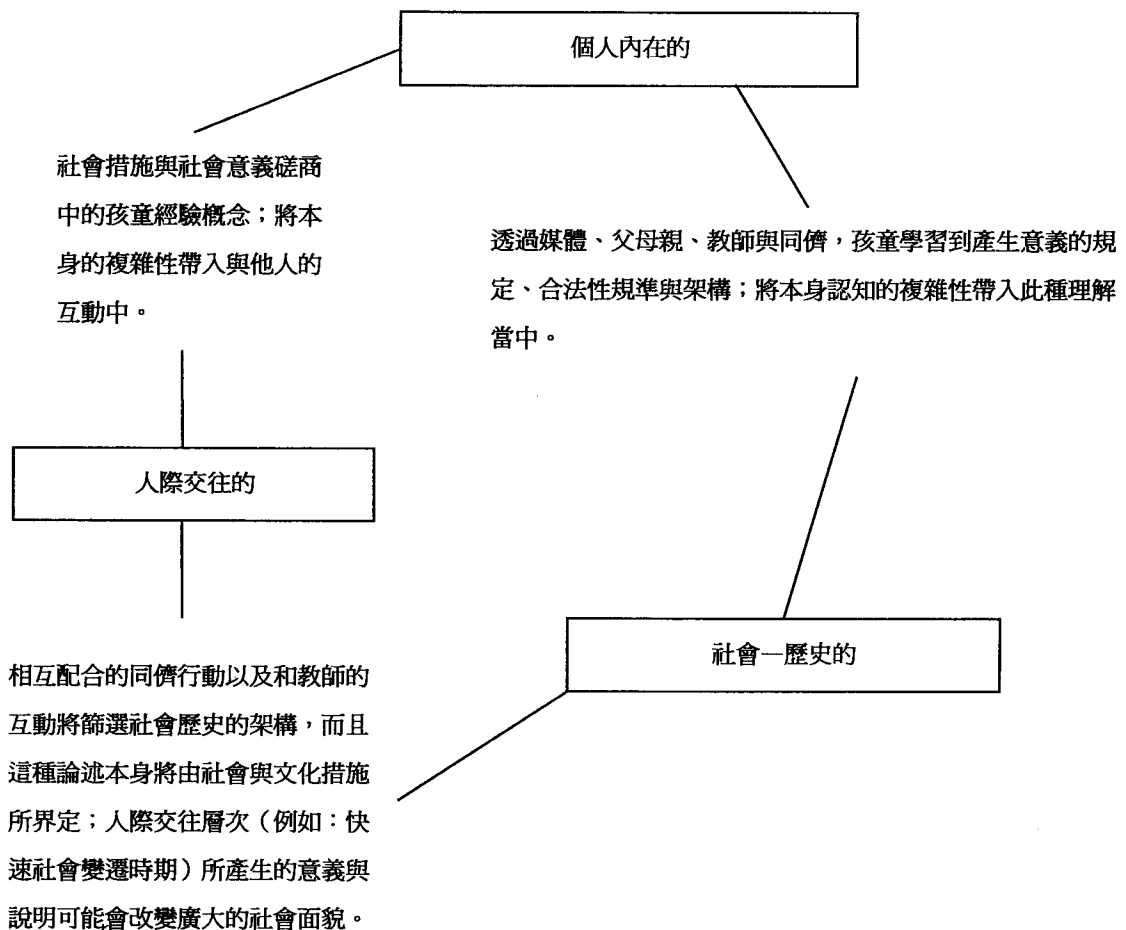 個人內在的
社會措施與社會意義磋商
中的孩童經驗概念；將本
身的複雜性帶入與他人的
互動中。
透過媒體、父母親、教師與同儕，孩童學習到產生意義的規
定、合法性規準與架構；將本身認知的複雜性帶入此種理解
當中。
人際交往的
社會—歷史的
相互配合的同儕行動以及和教師的
互動將篩選社會歷史的架構，而且
這種論述本身將由社會與文化措施
所界定；人際交往層次（例如：快
速社會變遷時期）所產生的意義與
說明可能會改變廣大的社會面貌。